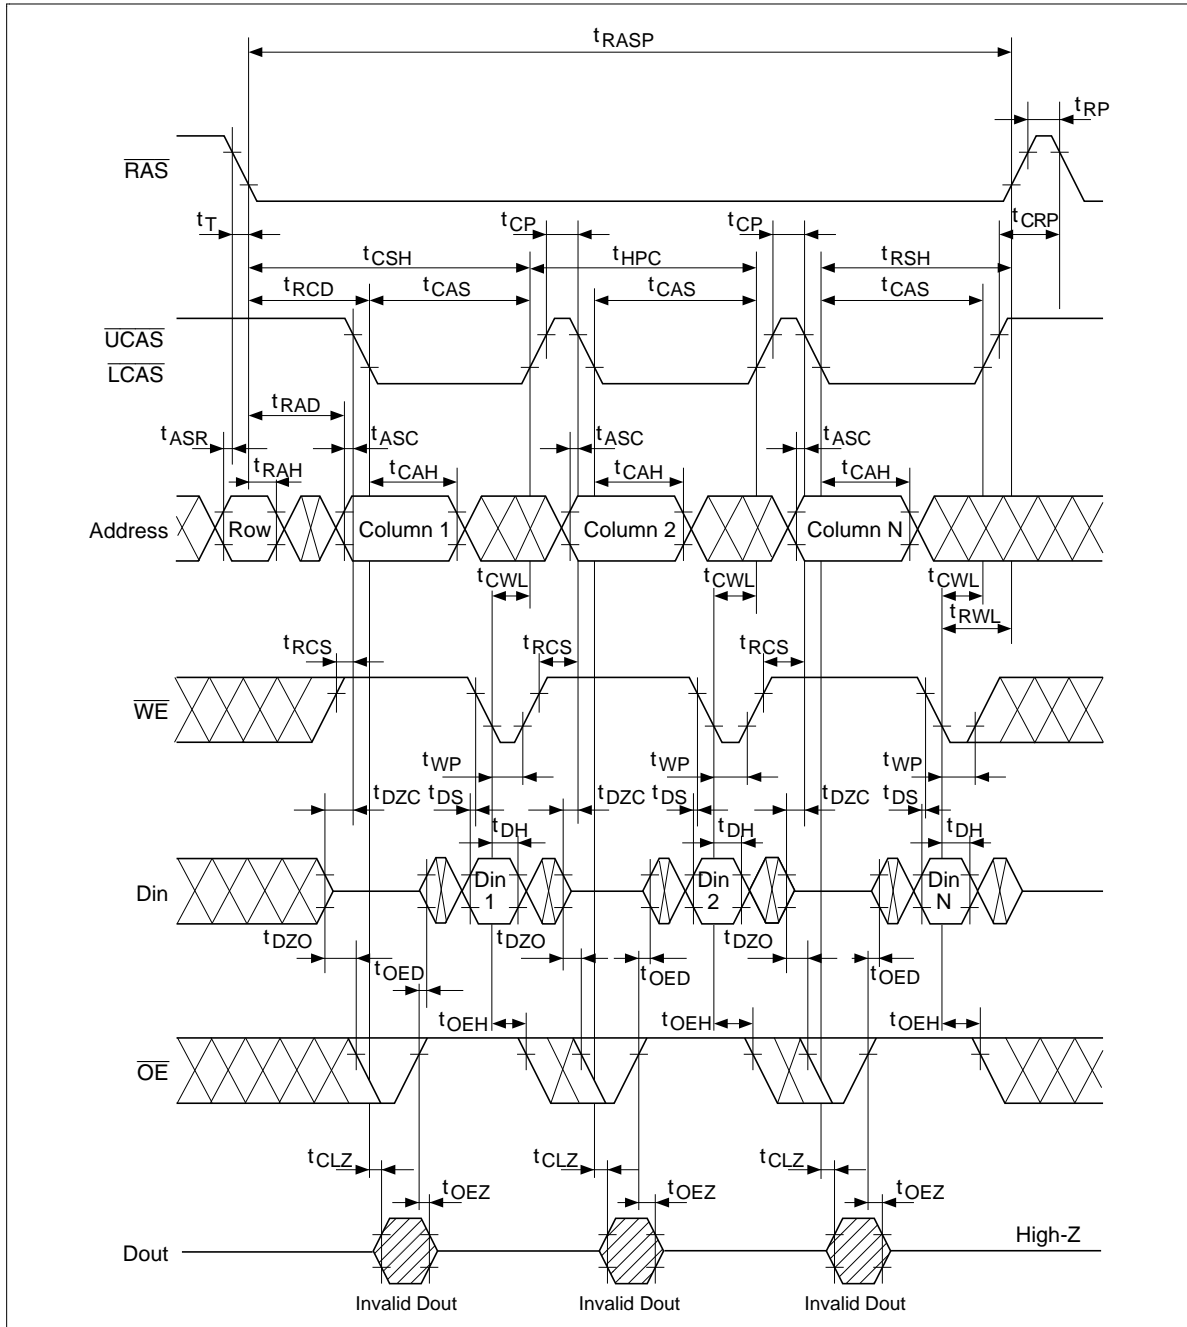 tRASP
tRP
RAS
tT
tCP
tCP
tCRP
tCSH
tHPC
tRSH
tRCD
tCAS
tCAS
tCAS
UCAS
LCAS
tRAD
tASR
tASC
tASC
tASC
tRAH
tCAH
tCAH
tCAH
Address
Row
Column 1
Column 2
Column N
tCWL
tCWL
tCWL
tRWL
tRCS
tRCS
tRCS
WE
tWP
tWP
tWP
tDZC
tDS
tDZC
tDS
tDZC
tDS
tDH
tDH
tDH
Din
Din 1
Din 2
Din N
tDZO
tDZO
tDZO
tOED
tOED
tOED
tOEH
tOEH
tOEH
OE
tCLZ
tCLZ
tCLZ
tOEZ
tOEZ
tOEZ
Dout
High-Z
Invalid Dout
Invalid Dout
Invalid Dout